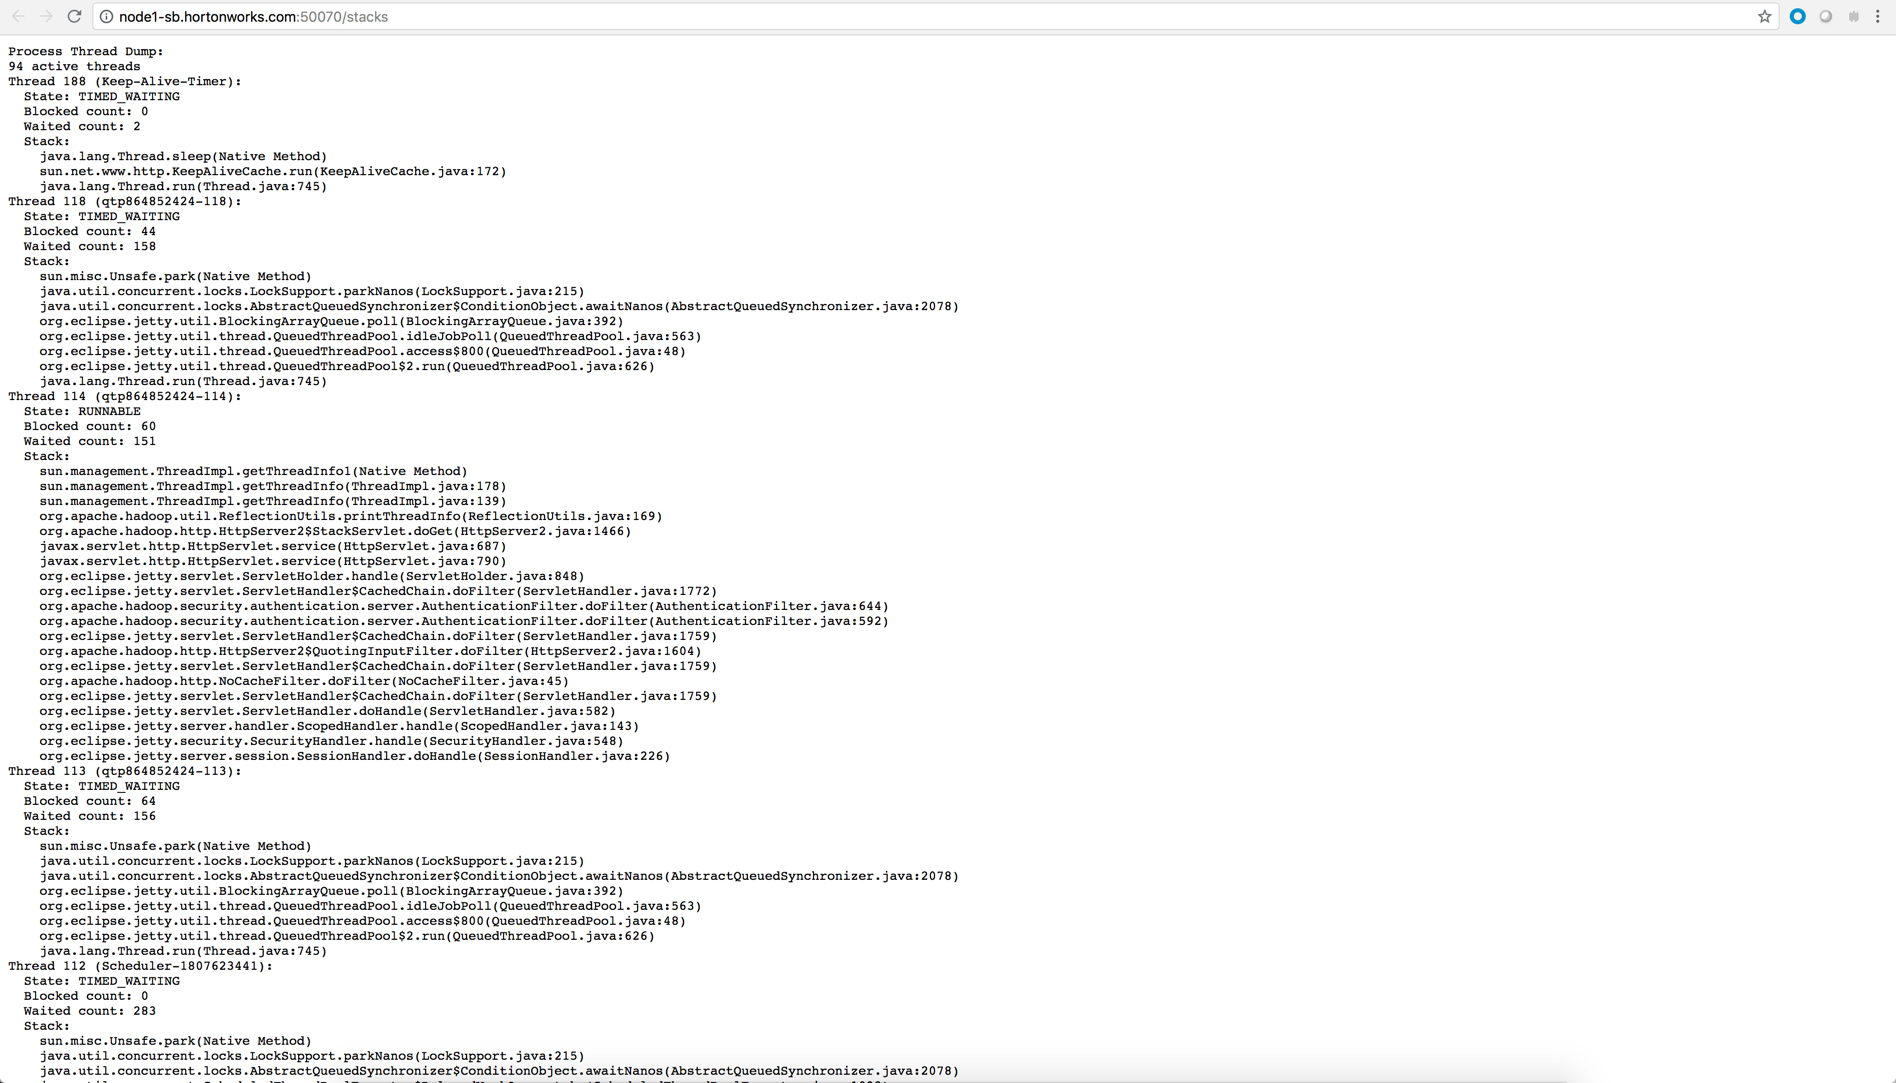 node1-sb.hortonworks.com:50070/stacks
Process Thread Dump:
94 active threads
Thread 188 (Keep-Alive-Timer):
  State: TIMED_WAITING
  Blocked count: 0
  Waited count: 2
  Stack:
    java.lang.Thread.sleep(Native Method)
    sun.net.www.http.KeepAliveCache.run(KeepAliveCache.java:172)
    java.lang.Thread.run(Thread.java:745)
Thread 118 (qtp864852424-118):
  State: TIMED_WAITING
  Blocked count: 44
  Waited count: 158
  Stack:
    sun.misc.Unsafe.park(Native Method)
    java.util.concurrent.locks.LockSupport.parkNanos(LockSupport.java:215)
    java.util.concurrent.locks.AbstractQueuedSynchronizer$ConditionObject.awaitNanos(AbstractQueuedSynchronizer.java:2078)
    org.eclipse.jetty.util.BlockingArrayQueue.poll(BlockingArrayQueue.java:392)
    org.eclipse.jetty.util.thread.QueuedThreadPool.idleJobPoll(QueuedThreadPool.java:563)
    org.eclipse.jetty.util.thread.QueuedThreadPool.access$800(QueuedThreadPool.java:48)
    org.eclipse.jetty.util.thread.QueuedThreadPool$2.run(QueuedThreadPool.java:626)
    java.lang.Thread.run(Thread.java:745)
Thread 114 (qtp864852424-114):
  State: RUNNABLE
  Blocked count: 60
  Waited count: 151
  Stack:
    sun.management.ThreadImpl.getThreadInfo1(Native Method)
    sun.management.ThreadImpl.getThreadInfo(ThreadImpl.java:178)
    sun.management.ThreadImpl.getThreadInfo(ThreadImpl.java:139)
    org.apache.hadoop.util.ReflectionUtils.printThreadInfo(ReflectionUtils.java:169)
    org.apache.hadoop.http.HttpServer2$StackServlet.doGet(HttpServer2.java:1466)
    javax.servlet.http.HttpServlet.service(HttpServlet.java:687)
    javax.servlet.http.HttpServlet.service(HttpServlet.java:790)
    org.eclipse.jetty.servlet.ServletHolder.handle(ServletHolder.java:848)
    org.eclipse.jetty.servlet.ServletHandler$CachedChain.doFilter(ServletHandler.java:1772)
    org.apache.hadoop.security.authentication.server.AuthenticationFilter.doFilter(AuthenticationFilter.java:644)
    org.apache.hadoop.security.authentication.server.AuthenticationFilter.doFilter(AuthenticationFilter.java:592)
    org.eclipse.jetty.servlet.ServletHandler$CachedChain.doFilter(ServletHandler.java:1759)
    org.apache.hadoop.http.HttpServer2$QuotingInputFilter.doFilter(HttpServer2.java:1604)
    org.eclipse.jetty.servlet.ServletHandler$CachedChain.doFilter(ServletHandler.java:1759)
    org.apache.hadoop.http.NoCacheFilter.doFilter(NoCacheFilter.java:45)
    org.eclipse.jetty.servlet.ServletHandler$CachedChain.doFilter(ServletHandler.java:1759)
    org.eclipse.jetty.servlet.ServletHandler.doHandle(ServletHandler.java:582)
    org.eclipse.jetty.server.handler.ScopedHandler.handle(ScopedHandler.java:143)
    org.eclipse.jetty.security.SecurityHandler.handle(SecurityHandler.java:548)
    org.eclipse.jetty.server.session.SessionHandler.doHandle(SessionHandler.java:226)
Thread 113 (qtp864852424-113):
  State: TIMED_WAITING
  Blocked count: 64
  Waited count: 156
  Stack:
    sun.misc.Unsafe.park(Native Method)
    java.util.concurrent.locks.LockSupport.parkNanos(LockSupport.java:215)
    java.util.concurrent.locks.AbstractQueuedSynchronizer$ConditionObject.awaitNanos(AbstractQueuedSynchronizer.java:2078)
    org.eclipse.jetty.util.BlockingArrayQueue.poll(BlockingArrayQueue.java:392)
    org.eclipse.jetty.util.thread.QueuedThreadPool.idleJobPoll(QueuedThreadPool.java:563)
    org.eclipse.jetty.util.thread.QueuedThreadPool.access$800(QueuedThreadPool.java:48)
    org.eclipse.jetty.util.thread.QueuedThreadPool$2.run(QueuedThreadPool.java:626)
    java.lang.Thread.run(Thread.java:745)
Thread 112 (Scheduler-1807623441):
  State: TIMED_WAITING
  Blocked count: 0
  Waited count: 283
  Stack:
    sun.misc.Unsafe.park(Native Method)
    java.util.concurrent.locks.LockSupport.parkNanos(LockSupport.java:215)
    java.util.concurrent.locks.AbstractQueuedSynchronizer$ConditionObject.awaitNanos(AbstractQueuedSynchronizer.java:2078)